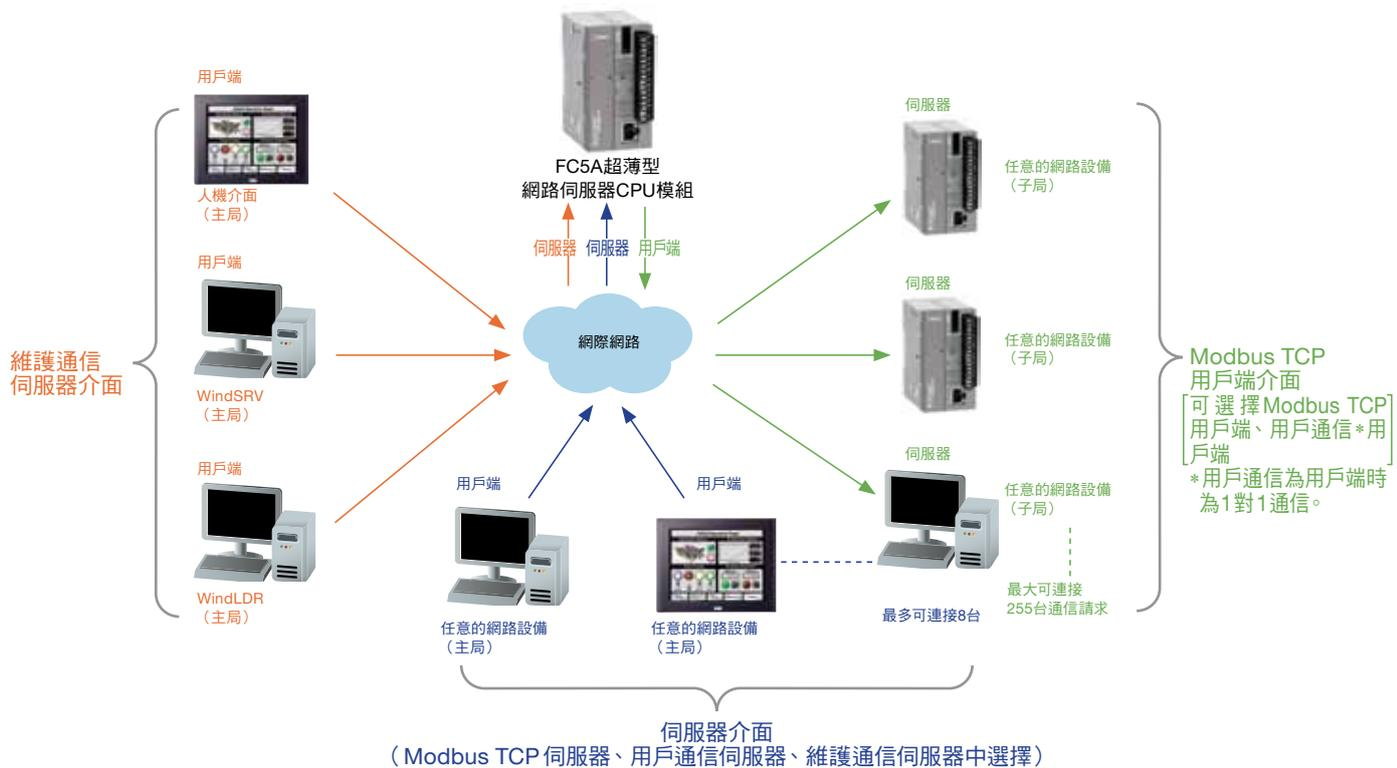 FC5A超薄型
網路伺服器CPU模組
伺服器
伺服器
用戶端
網際網路
維護通信
伺服器介面
用戶端
人機介面
（主局）
用戶端
WindSRV
（主局）
用戶端
WindLDR
（主局）
用戶端
任意的網路設備
（主局）
用戶端
任意的網路設備
（主局）
最多可連接8台
伺服器介面
（Modbus TCP伺服器、用戶通信伺服器、維護通信伺服器中選擇）
伺服器
任意的網路設備
（子局）
伺服器
任意的網路設備
（子局）
伺服器
任意的網路設備
（子局）
最大可連接
255台通信請求
Modbus TCP
用戶端介面
[可選擇Modbus TCP
用戶端、用戶通信*用
戶端]
*用戶通信為用戶端時
為1對1通信。